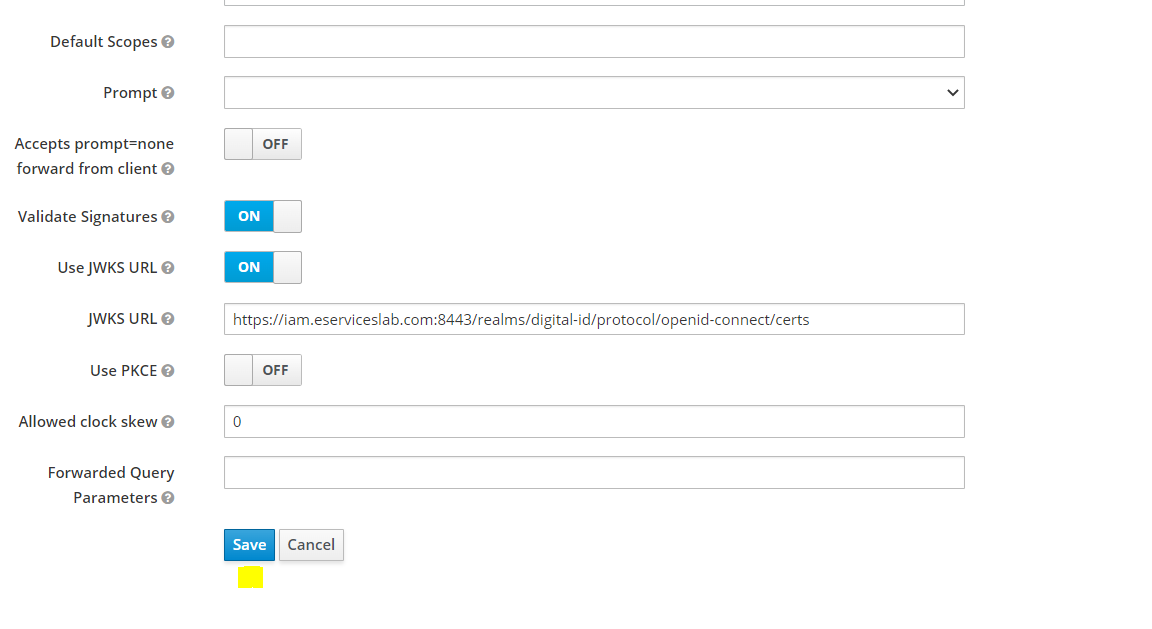 Default Scopes
Prompt
Accepts prompt=none
forward from client
OFF
Validate Signatures
ON
Use JWKS URL
ON
JWKS URL
https://iam.eserviceslab.com:8443/realms/digital-id/protocol/openid-connect/certs
Use PKCE
OFF
Allowed clock skew
0
Forwarded Query
Parameters
Save
Cancel